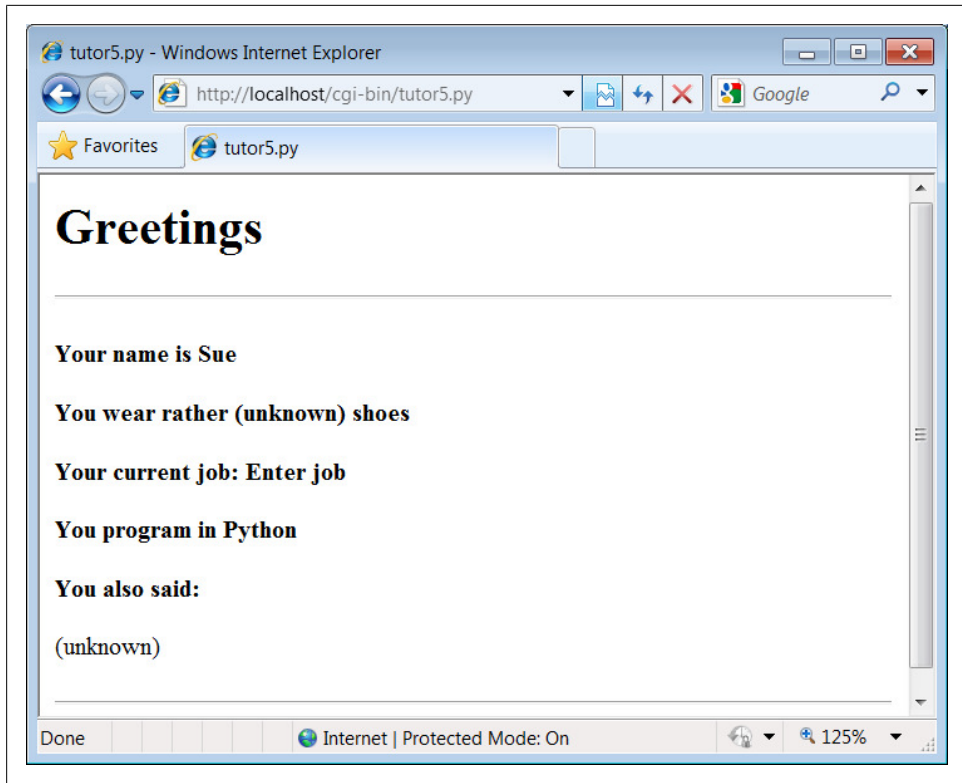 tutor5.py - Windows Internet Explorer
http://localhost/cgi-bin/tutor5.py
Google
Favorites
tutor5.py
Greetings
Your name is Sue
You wear rather (unknown) shoes
Your current job: Enter job
You program in Python
You also said:
(unknown)
Done
Internet | Protected Mode: On
125%